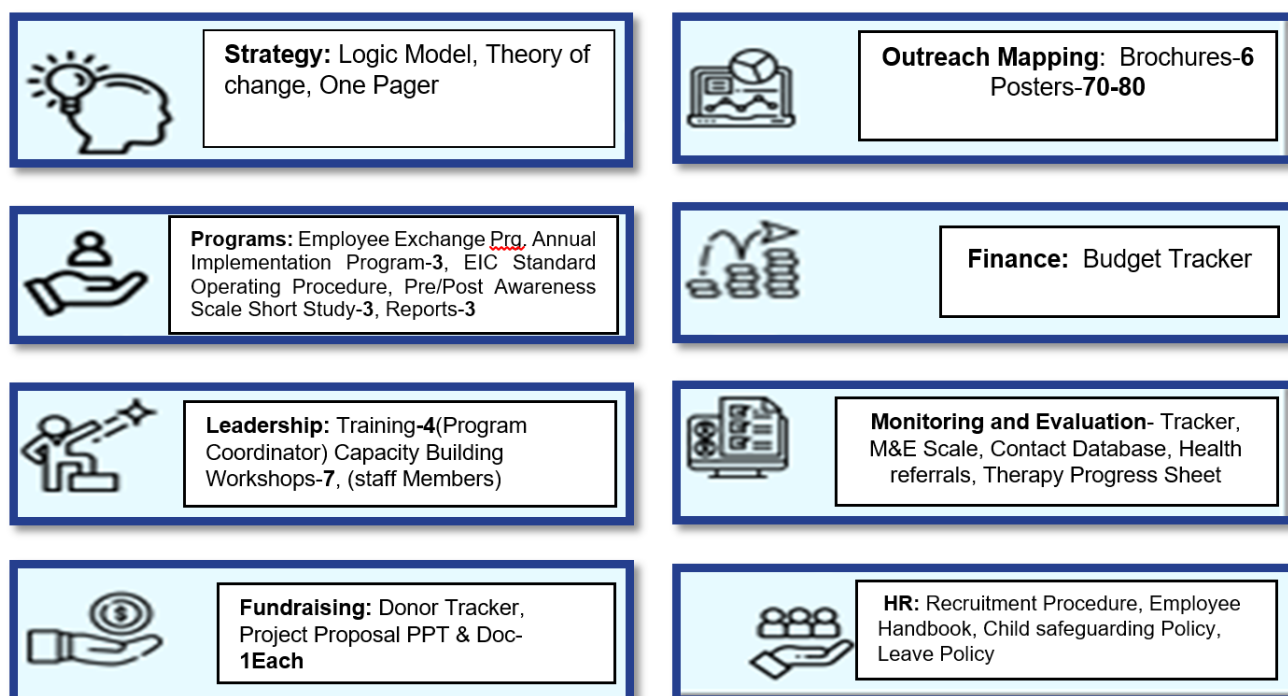 Strategy: Logic Model, Theory of
change, One Pager
Outreach Mapping: Brochures-6
Posters-70-80
Programs: Employee Exchange Prg. Annual
Implementation Program-3, EIC Standard
Operating Procedure, Pre/Post Awareness
Scale Short Study-3, Reports-3
Finance: Budget Tracker
Leadership: Training-4(Program
Coordinator) Capacity Building
Workshops-7, (staff Members)
Monitoring and Evaluation- Tracker,
M&E Scale, Contact Database, Health
referrals, Therapy Progress Sheet
Fundraising: Donor Tracker,
Project Proposal PPT & Doc-
1Each
HR: Recruitment Procedure, Employee
Handbook, Child safeguarding Policy,
Leave Policy